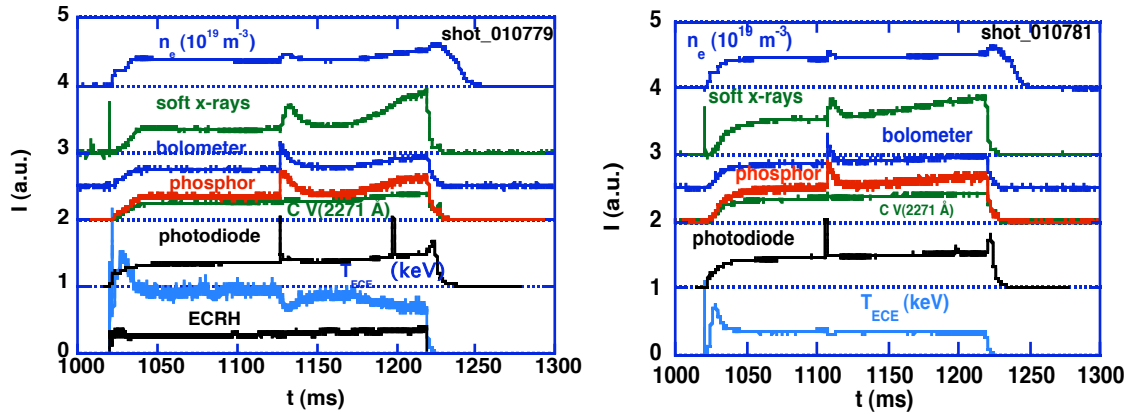 5
shot_010779
n_e (10^19 m^-3)
4
soft x-rays
3
bolometer
phosphor
2
C V(2271 Å)
photodiode
T_ECE (keV)
1
ECRH
0
1000 1050 1100 1150 1200 1250 1300
t (ms)
I (a.u.)
5
shot_010781
n_e (10^19 m^-3)
4
soft x-rays
bolometer
3
phosphor
C V(2271 Å)
2
photodiode
1
T_ECE (keV)
0
1000 1050 1100 1150 1200 1250 1300
t (ms)
I (a.u.)